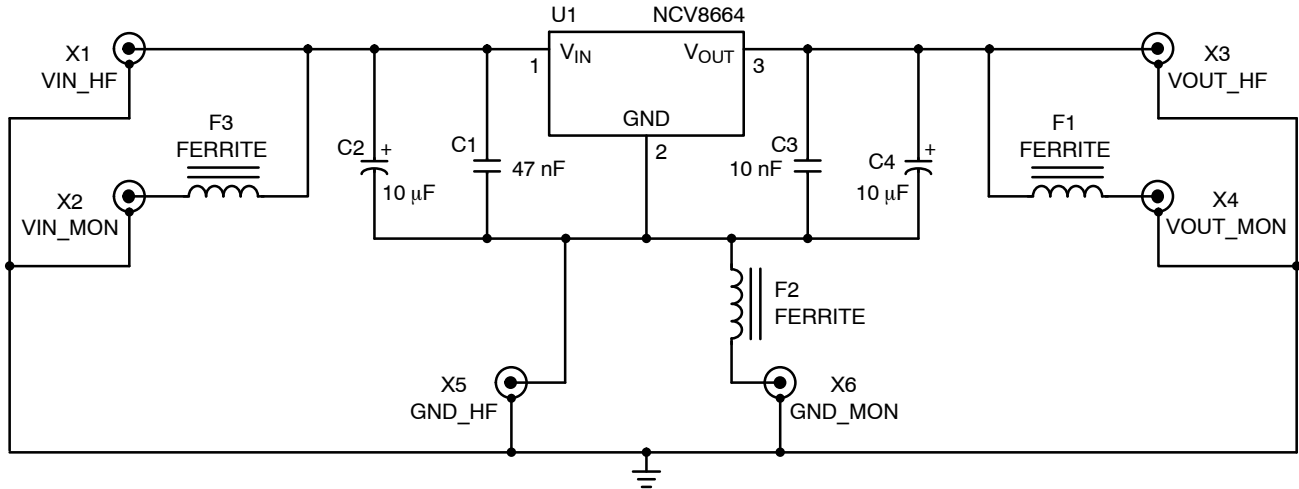 U1 NCV8664
X1
VIN_HF
V_IN
V_OUT
1
3
X3
VOUT_HF
GND
2
F3
FERRITE
C2
+
10 μF
C1
47 nF
C3
10 nF
C4
+
10 μF
F1
FERRITE
X2
VIN_MON
X4
VOUT_MON
F2
FERRITE
X5
GND_HF
X6
GND_MON